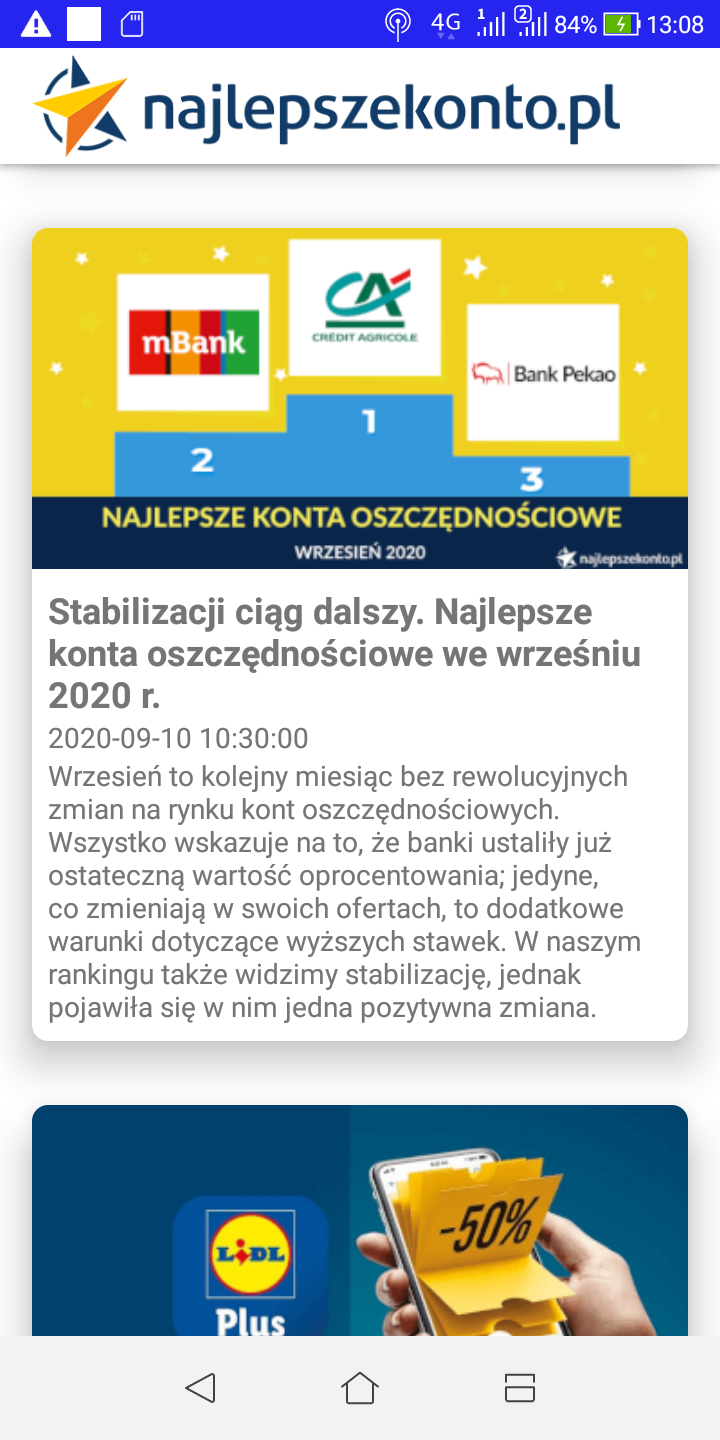 4G 1 2 84% 13:08
najlepszekonto.pl
CRÉDIT AGRICOLE
mBank
Bank Pekao
1
2
3
NAJLEPSZE KONTA OSZCZĘDNOŚCIOWE
WRZESIEŃ 2020
najlepszekonto.pl
Stabilizacji ciąg dalszy. Najlepsze
konta oszczędnościowe we wrześniu
2020 r.
2020-09-10 10:30:00
Wrzesień to kolejny miesiąc bez rewolucyjnych
zmian na rynku kont oszczędnościowych.
Wszystko wskazuje na to, że banki ustaliły już
ostateczną wartość oprocentowania; jedyne,
co zmieniają w swoich ofertach, to dodatkowe
warunki dotyczące wyższych stawek. W naszym
rankingu także widzimy stabilizację, jednak
pojawiła się w nim jedna pozytywna zmiana.
-50%
LIDL
Plus